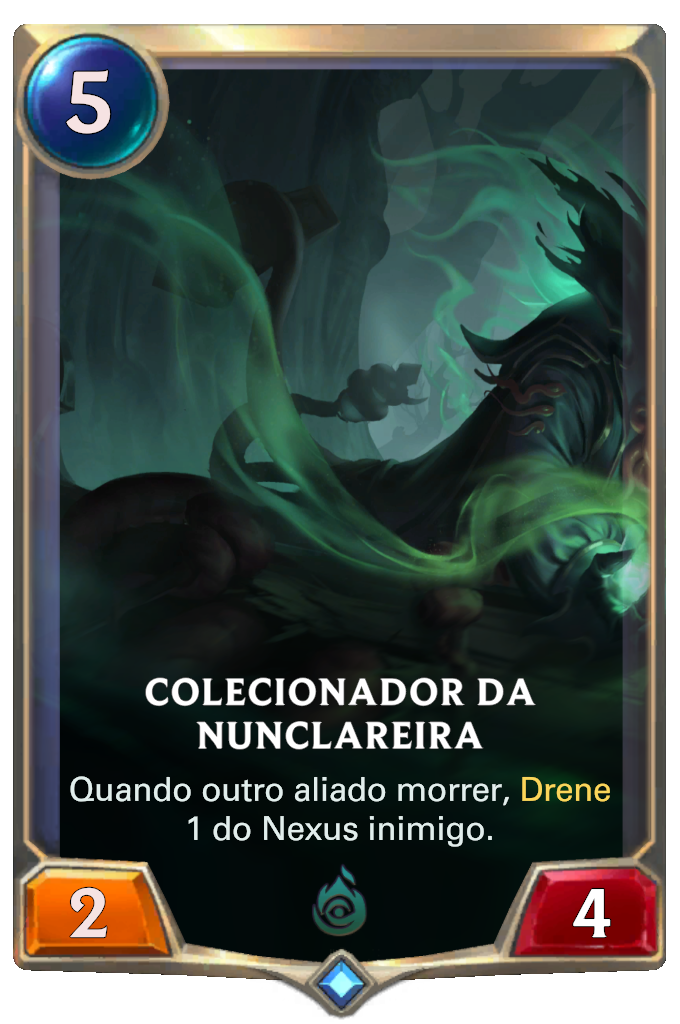 5
COLECIONADOR DA
NUNCLAREIRA
Quando outro aliado morrer, Drene
1 do Nexus inimigo.
2
4